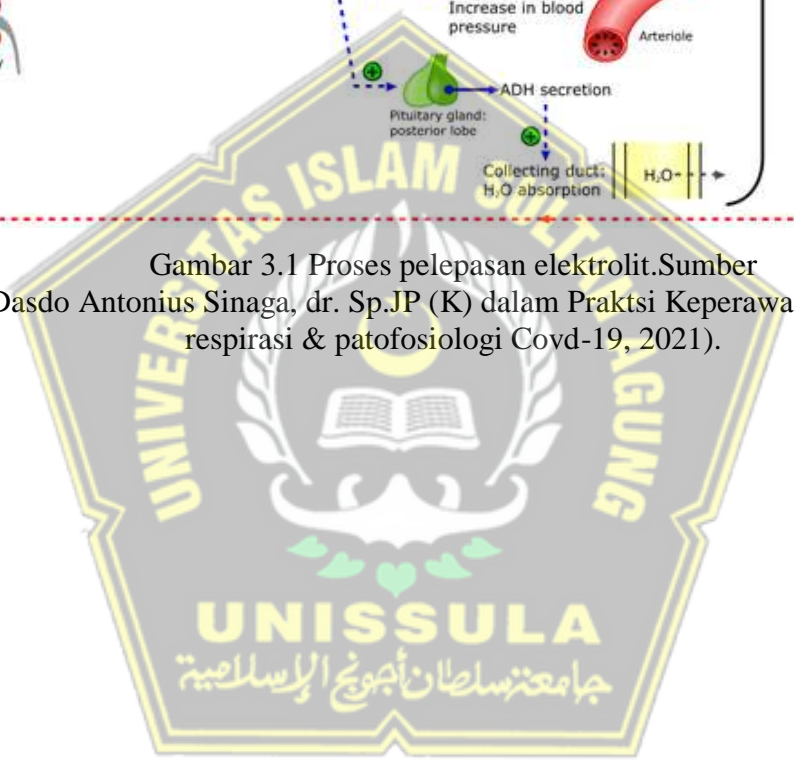 Increase in blood
pressure
Arteriole
ADH secretion
Pituitary gland:
posterior lobe
Collecting duct:
H₂O absorption
H₂O
UNIVERSITAS ISLAM SULTAN AGUNG
Gambar 3.1 Proses pelepasan elektrolit.Sumber
Dasdo Antonius Sinaga, dr. Sp.JP (K) dalam Praktsi Keperawa
respirasi & patofosiologi Covd-19, 2021).
UNISSULA
جامعة سلطان أجونج الإسلامية